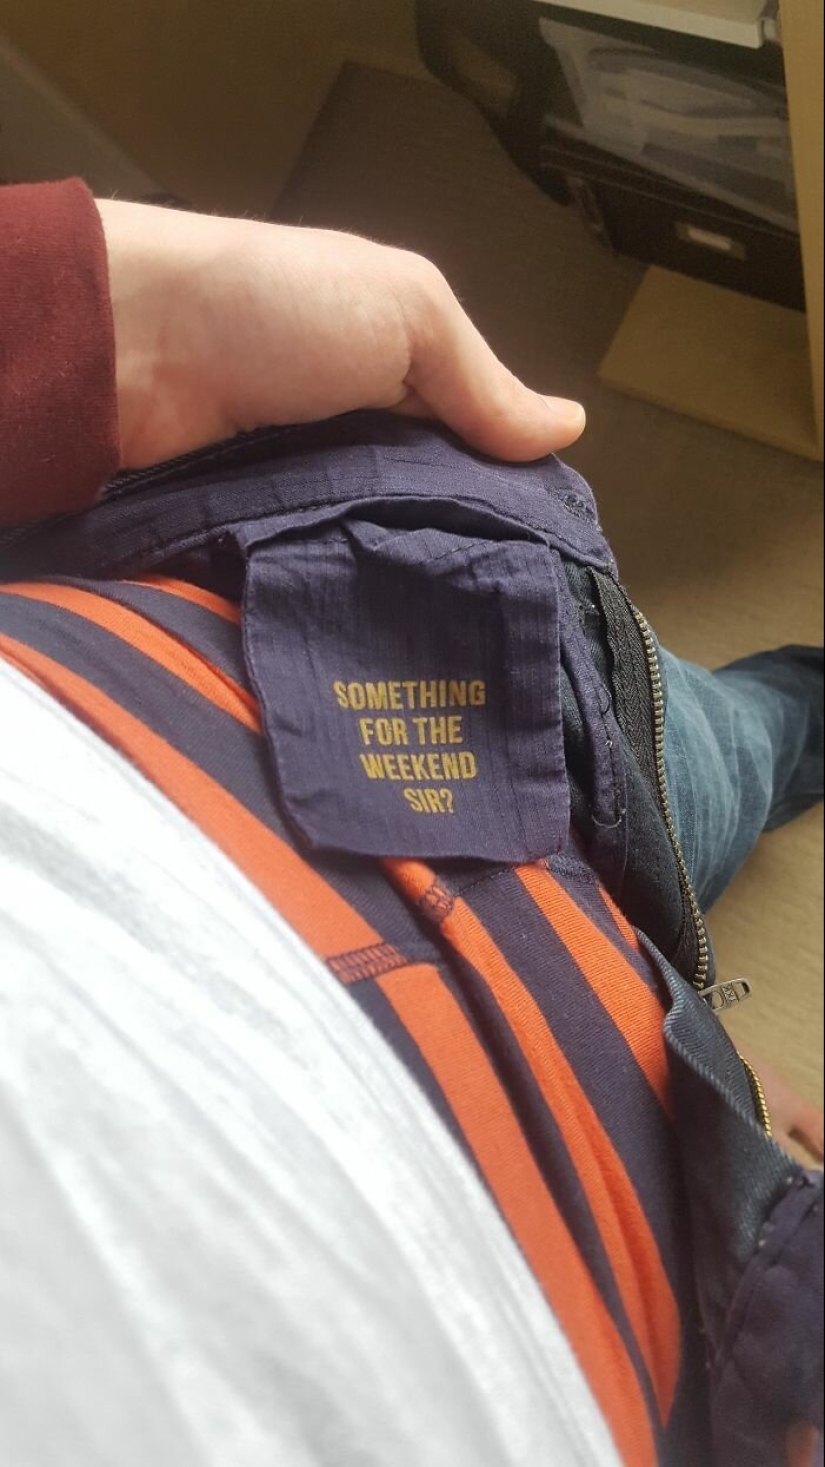 SOMETHING
FOR THE
WEEKEND
SIR?